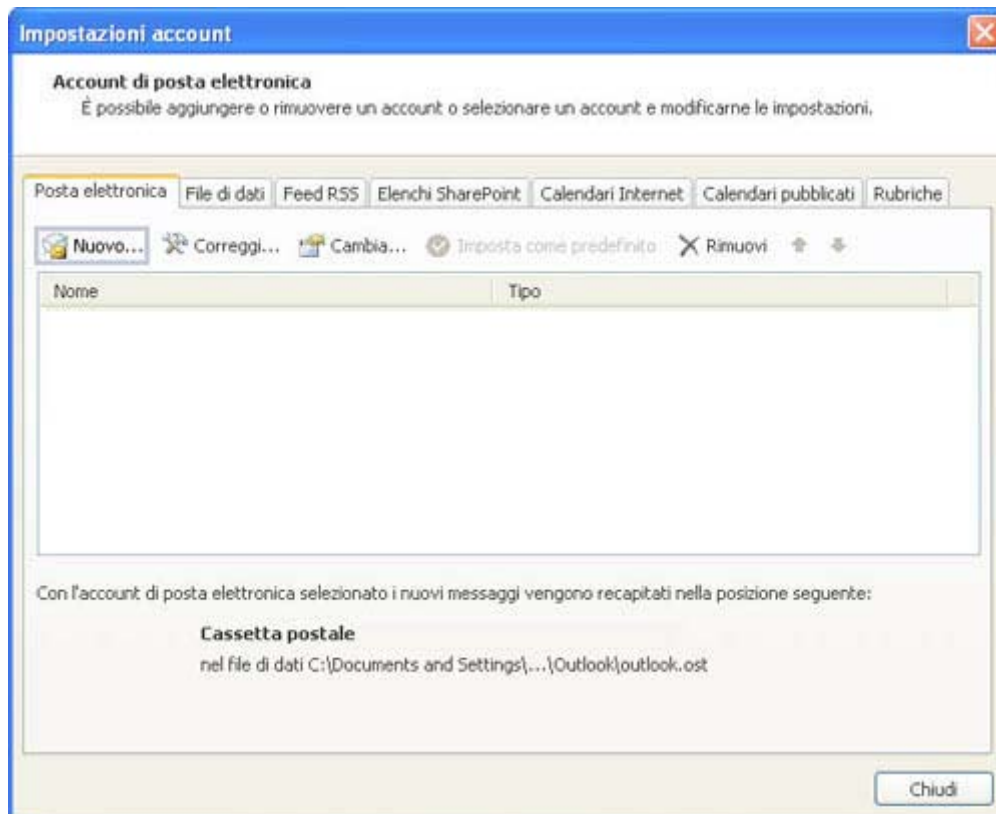 Impostazioni account
Account di posta elettronica
È possibile aggiungere o rimuovere un account o selezionare un account e modificarne le impostazioni.
Posta elettronica File di dati Feed RSS Elenchi SharePoint Calendari Internet Calendari pubblicati Rubriche
Nuovo... Correggi... Cambia... Imposta come predefinito Rimuovi
Nome Tipo
Con l'account di posta elettronica selezionato i nuovi messaggi vengono recapitati nella posizione seguente:
Cassetta postale
nel file di dati C:\Documents and Settings\...\Outlook\outlook.ost
Chiudi